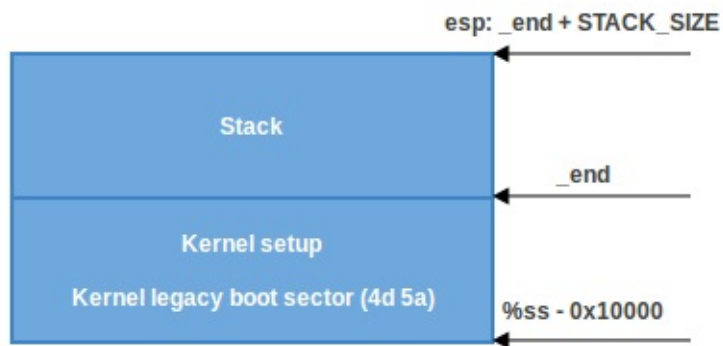 esp: _end + STACK_SIZE
Stack
_end
Kernel setup
Kernel legacy boot sector (4d 5a)
%ss - 0x10000